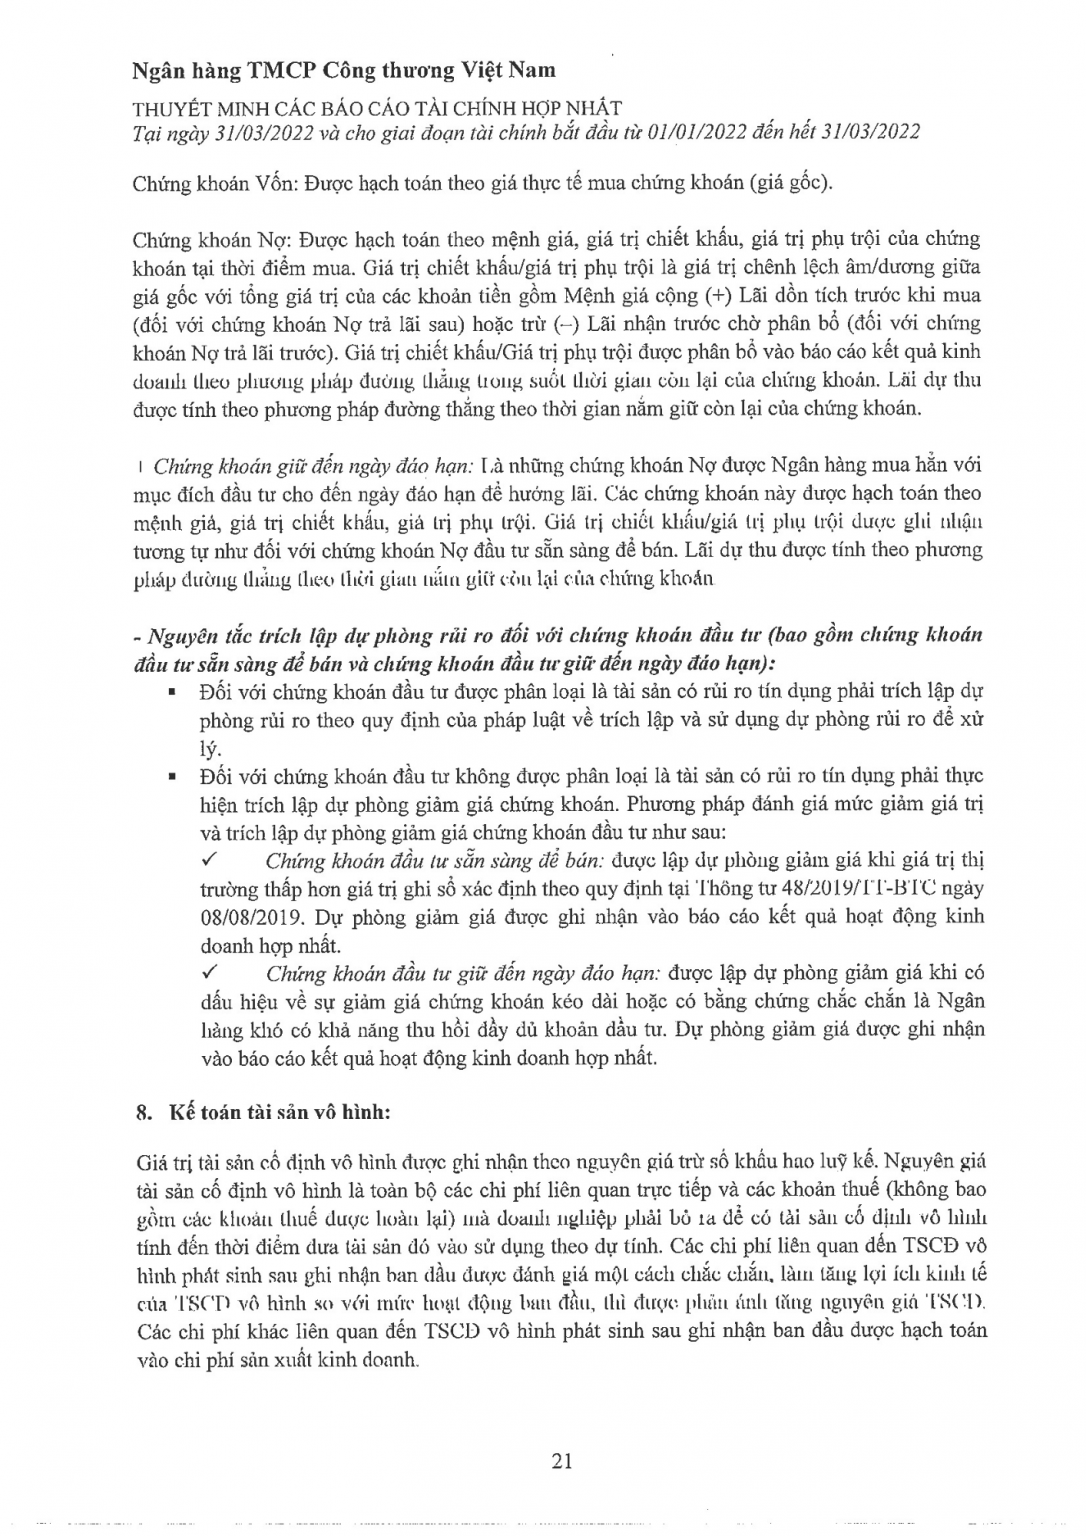 Ngân hàng TMCP Công thương Việt Nam
THUYẾT MINH CÁC BÁO CÁO TÀI CHÍNH HỢP NHẤT
Tại ngày 31/03/2022 và cho giai đoạn tài chính bắt đầu từ 01/01/2022 đến hết 31/03/2022
Chứng khoán Vốn: Được hạch toán theo giá thực tế mua chứng khoán (giá gốc).
Chứng khoán Nợ: Được hạch toán theo mệnh giá, giá trị chiết khấu, giá trị phụ trội của chứng
khoán tại thời điểm mua. Giá trị chiết khấu/giá trị phụ trội là giá trị chênh lệch âm/dương giữa
giá gốc với tổng giá trị của các khoản tiền gồm Mệnh giá cộng (+) Lãi dồn tích trước khi mua
(đối với chứng khoán Nợ trả lãi sau) hoặc trừ (–) Lãi nhận trước chờ phân bổ (đối với chứng
khoán Nợ trả lãi trước). Giá trị chiết khấu/Giá trị phụ trội được phân bổ vào báo cáo kết quả kinh
doanh theo phương pháp đường thẳng trong suốt thời gian còn lại của chứng khoán. Lãi dự thu
được tính theo phương pháp đường thẳng theo thời gian nắm giữ còn lại của chứng khoán.
Chứng khoán giữ đến ngày đáo hạn: Là những chứng khoán Nợ được Ngân hàng mua hẳn với
mục đích đầu tư cho đến ngày đáo hạn để hưởng lãi. Các chứng khoán này được hạch toán theo
mệnh giá, giá trị chiết khấu, giá trị phụ trội. Giá trị chiết khấu/giá trị phụ trội được ghi nhận
tương tự như đối với chứng khoán Nợ đầu tư sẵn sàng để bán. Lãi dự thu được tính theo phương
pháp đường thẳng theo thời gian nắm giữ còn lại của chứng khoán
- Nguyên tắc trích lập dự phòng rủi ro đối với chứng khoán đầu tư (bao gồm chứng khoán
đầu tư sẵn sàng để bán và chứng khoán đầu tư giữ đến ngày đáo hạn):
▪ Đối với chứng khoán đầu tư được phân loại là tài sản có rủi ro tín dụng phải trích lập dự
phòng rủi ro theo quy định của pháp luật về trích lập và sử dụng dự phòng rủi ro để xử
lý.
▪ Đối với chứng khoán đầu tư không được phân loại là tài sản có rủi ro tín dụng phải thực
hiện trích lập dự phòng giảm giá chứng khoán. Phương pháp đánh giá mức giảm giá trị
và trích lập dự phòng giảm giá chứng khoán đầu tư như sau:
✓ Chứng khoán đầu tư sẵn sàng để bán: được lập dự phòng giảm giá khi giá trị thị
trường thấp hơn giá trị ghi sổ xác định theo quy định tại Thông tư 48/2019/TT-BTC ngày
08/08/2019. Dự phòng giảm giá được ghi nhận vào báo cáo kết quả hoạt động kinh
doanh hợp nhất.
✓ Chứng khoán đầu tư giữ đến ngày đáo hạn: được lập dự phòng giảm giá khi có
dấu hiệu về sự giảm giá chứng khoán kéo dài hoặc có bằng chứng chắc chắn là Ngân
hàng khó có khả năng thu hồi đầy đủ khoản đầu tư. Dự phòng giảm giá được ghi nhận
vào báo cáo kết quả hoạt động kinh doanh hợp nhất.
8. Kế toán tài sản vô hình:
Giá trị tài sản cố định vô hình được ghi nhận theo nguyên giá trừ số khấu hao luỹ kế. Nguyên giá
tài sản cố định vô hình là toàn bộ các chi phí liên quan trực tiếp và các khoản thuế (không bao
gồm các khoản thuế được hoàn lại) mà doanh nghiệp phải bỏ ra để có tài sản cố định vô hình
tính đến thời điểm đưa tài sản đó vào sử dụng theo dự tính. Các chi phí liên quan đến TSCĐ vô
hình phát sinh sau ghi nhận ban đầu được đánh giá một cách chắc chắn, làm tăng lợi ích kinh tế
của TSCĐ vô hình so với mức hoạt động ban đầu, thì được phản ánh tăng nguyên giá TSCĐ.
Các chi phí khác liên quan đến TSCĐ vô hình phát sinh sau ghi nhận ban đầu được hạch toán
vào chi phí sản xuất kinh doanh.
21